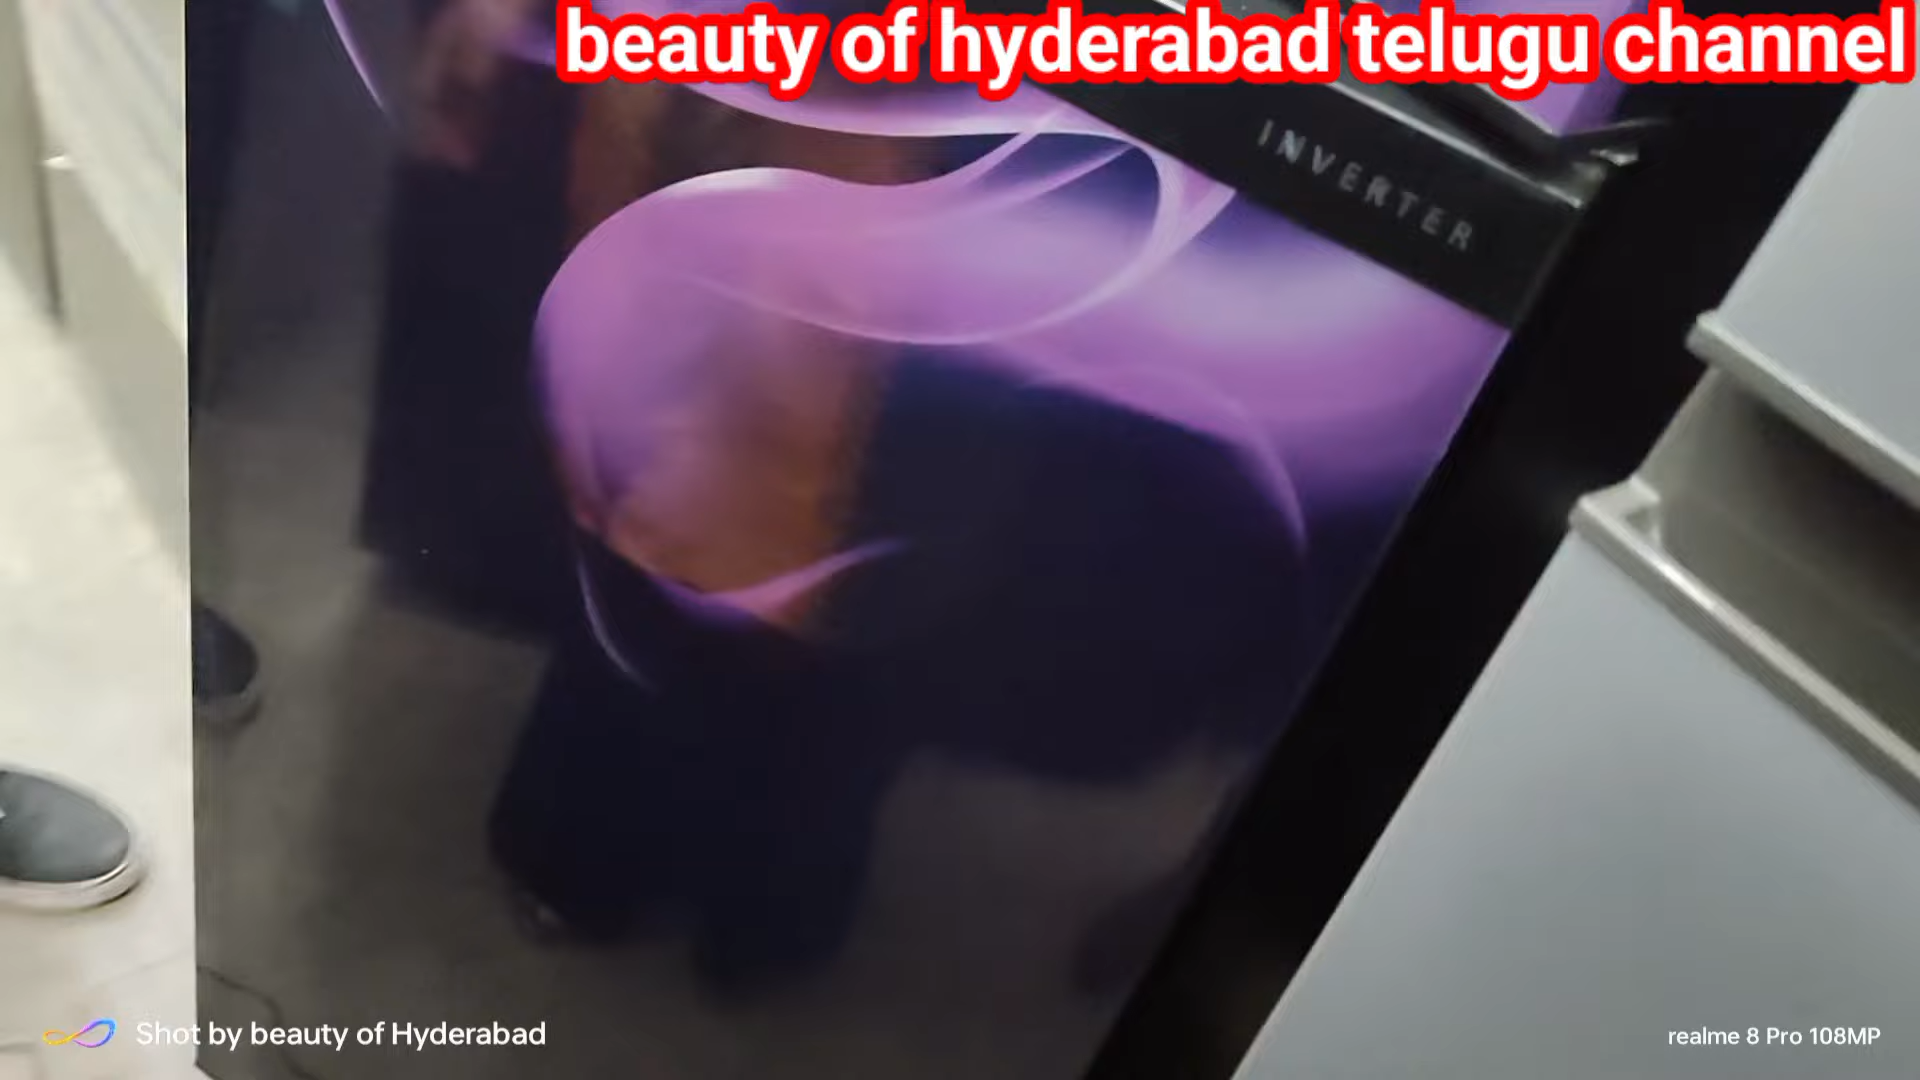 beauty of hyderabad telugu channel
INVERTER
Shot by beauty of Hyderabad
realme 8 Pro 108MP